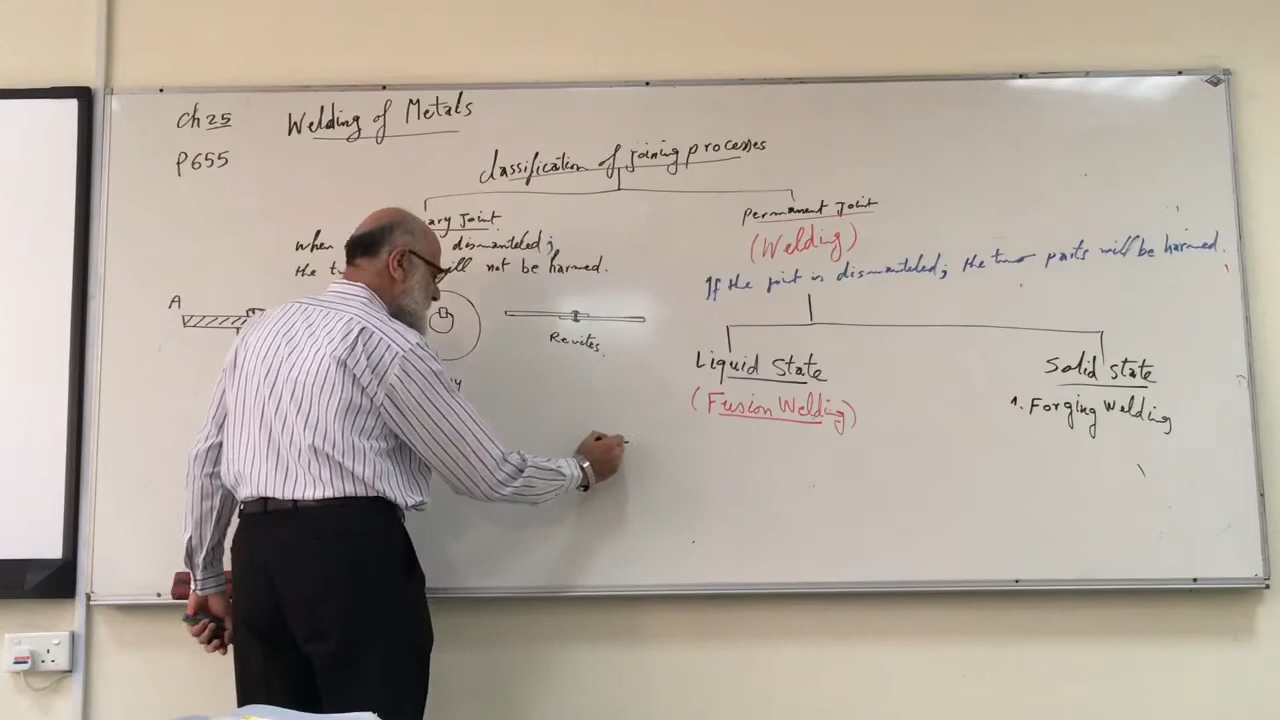 Ch 25
Welding of Metals
P655
Classification of joining processes
ary Joint.
Permanent Joint
(Welding)
When dismanteled;
the ill not be harmed.
If the joint is dismanteled; the two parts will be harmed.
A
Revites.
Liquid State
(Fusion Welding)
Solid State
1. Forging Welding